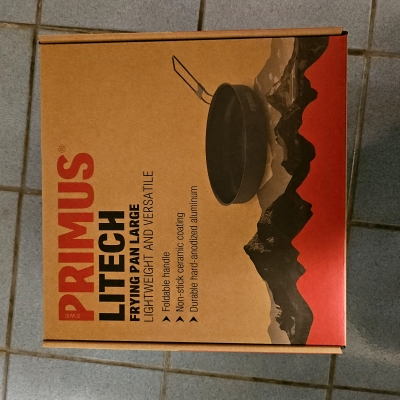 PRIMUS®
LITECH
FRYING PAN LARGE
LIGHTWEIGHT AND VERSATILE
Foldable handle
Non-stick ceramic coating
Durable hard-anodized aluminum